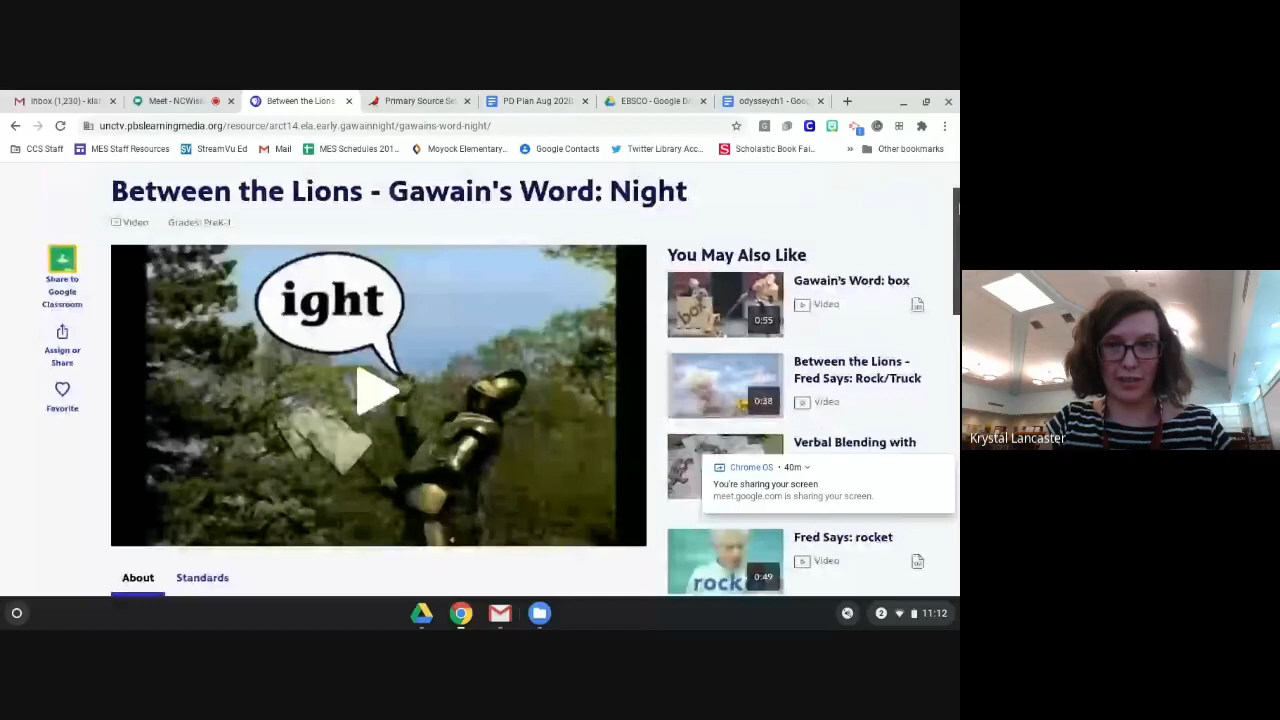 Inbox (1,230) - kla
Meet - NCWis
Between the Lions
Primary Source Se
PD Plan Aug 2020
EBSCO - Google D
odysseych1 - Goog
unctv.pbslearningmedia.org/resource/arct14.ela.early.gawainnight/gawains-word-night/
CCS Staff
MES Staff Resources
StreamVu Ed
Mail
MES Schedules 201...
Moyock Elementary...
Google Contacts
Twitter Library Acc...
Scholastic Book Fai...
»
Other bookmarks
Between the Lions - Gawain's Word: Night
Video
Grades: PreK-1
Share to
Google
Classroom
Assign or
Share
Favorite
ight
You May Also Like
box
0:55
Gawain's Word: box
Video
0:38
Between the Lions -
Fred Says: Rock/Truck
Video
Verbal Blending with
Chrome OS • 40m
You're sharing your screen
meet.google.com is sharing your screen.
rock
0:49
Fred Says: rocket
Video
About
Standards
2
11:12
Krystal Lancaster